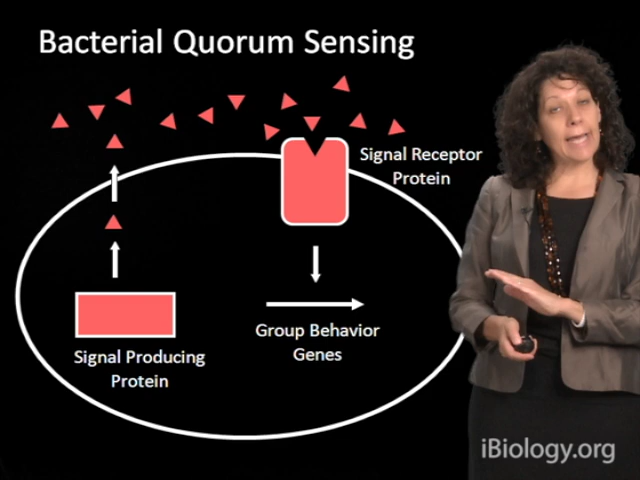 Bacterial Quorum Sensing
Signal Receptor
Protein
Group Behavior
Genes
Signal Producing
Protein
iBiology.org